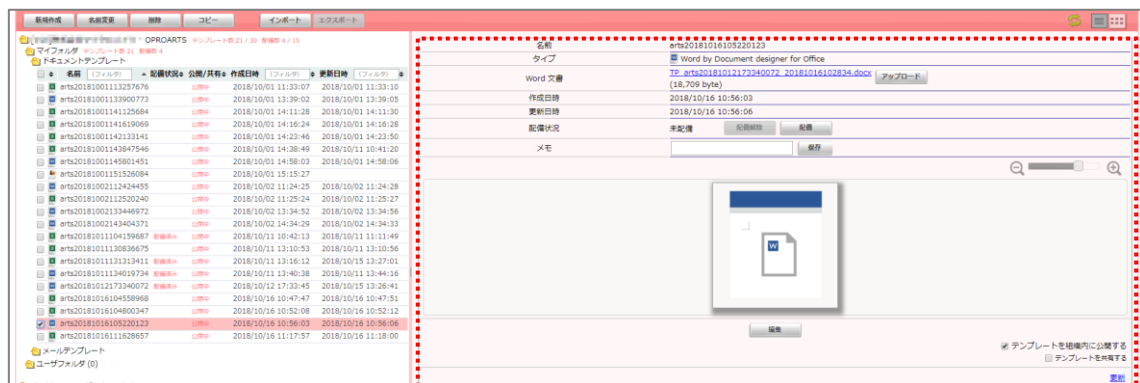 新規作成 名前変更 削除 コピー インポート エクスポート
OPROARTS テンプレート数 21 / 30 配備数 4 / 15
マイフォルダ テンプレート数 21 配備数 4
ドキュメントテンプレート
名前 (フィルタ) 配備状況 公開/共有 作成日時 (フィルタ) 更新日時 (フィルタ)
arts20181001113257676 公開中 2018/10/01 11:33:07 2018/10/01 11:33:10
arts20181001133900773 公開中 2018/10/01 13:39:02 2018/10/01 13:39:05
arts20181001141125684 公開中 2018/10/01 14:11:28 2018/10/01 14:11:30
arts20181001141619069 公開中 2018/10/01 14:16:24 2018/10/01 14:16:28
arts20181001142133141 公開中 2018/10/01 14:23:46 2018/10/01 14:23:50
arts20181001143847546 公開中 2018/10/01 14:38:49 2018/10/11 10:41:20
arts20181001145801451 公開中 2018/10/01 14:58:03 2018/10/01 14:58:06
arts20181001151526084 公開中 2018/10/01 15:15:27
arts20181002112424455 公開中 2018/10/02 11:24:25 2018/10/02 11:24:28
arts20181002112520240 公開中 2018/10/02 11:25:24 2018/10/02 11:25:27
arts20181002133446972 公開中 2018/10/02 13:34:52 2018/10/02 13:34:56
arts20181002143404371 公開中 2018/10/02 14:34:29 2018/10/02 14:34:33
arts20181011104159687 配備済み 公開中 2018/10/11 10:42:13 2018/10/11 11:11:49
arts20181011130836675 公開中 2018/10/11 13:10:53 2018/10/11 13:10:56
arts20181011131313411 配備済み 公開中 2018/10/11 13:16:12 2018/10/15 13:27:01
arts20181011134019734 配備済み 公開中 2018/10/11 13:40:38 2018/10/11 13:44:16
arts20181012173340072 配備済み 公開中 2018/10/12 17:33:45 2018/10/15 13:26:41
arts20181016104558968 公開中 2018/10/16 10:47:47 2018/10/16 10:47:51
arts20181016104800347 公開中 2018/10/16 10:52:08 2018/10/16 10:52:12
arts20181016105220123 公開中 2018/10/16 10:56:03 2018/10/16 10:56:06
arts20181016111628657 公開中 2018/10/16 11:17:57 2018/10/16 11:18:00
メールテンプレート
ユーザフォルダ (0)
名前 arts20181016105220123
タイプ Word by Document designer for Office
Word 文書 TP_arts20181012173340072_20181016102834.docx アップロード
(18,709 byte)
作成日時 2018/10/16 10:56:03
更新日時 2018/10/16 10:56:06
配備状況 未配備 配備解除 配備
メモ 保存
編集
テンプレートを組織内に公開する
テンプレートを共有する
更新